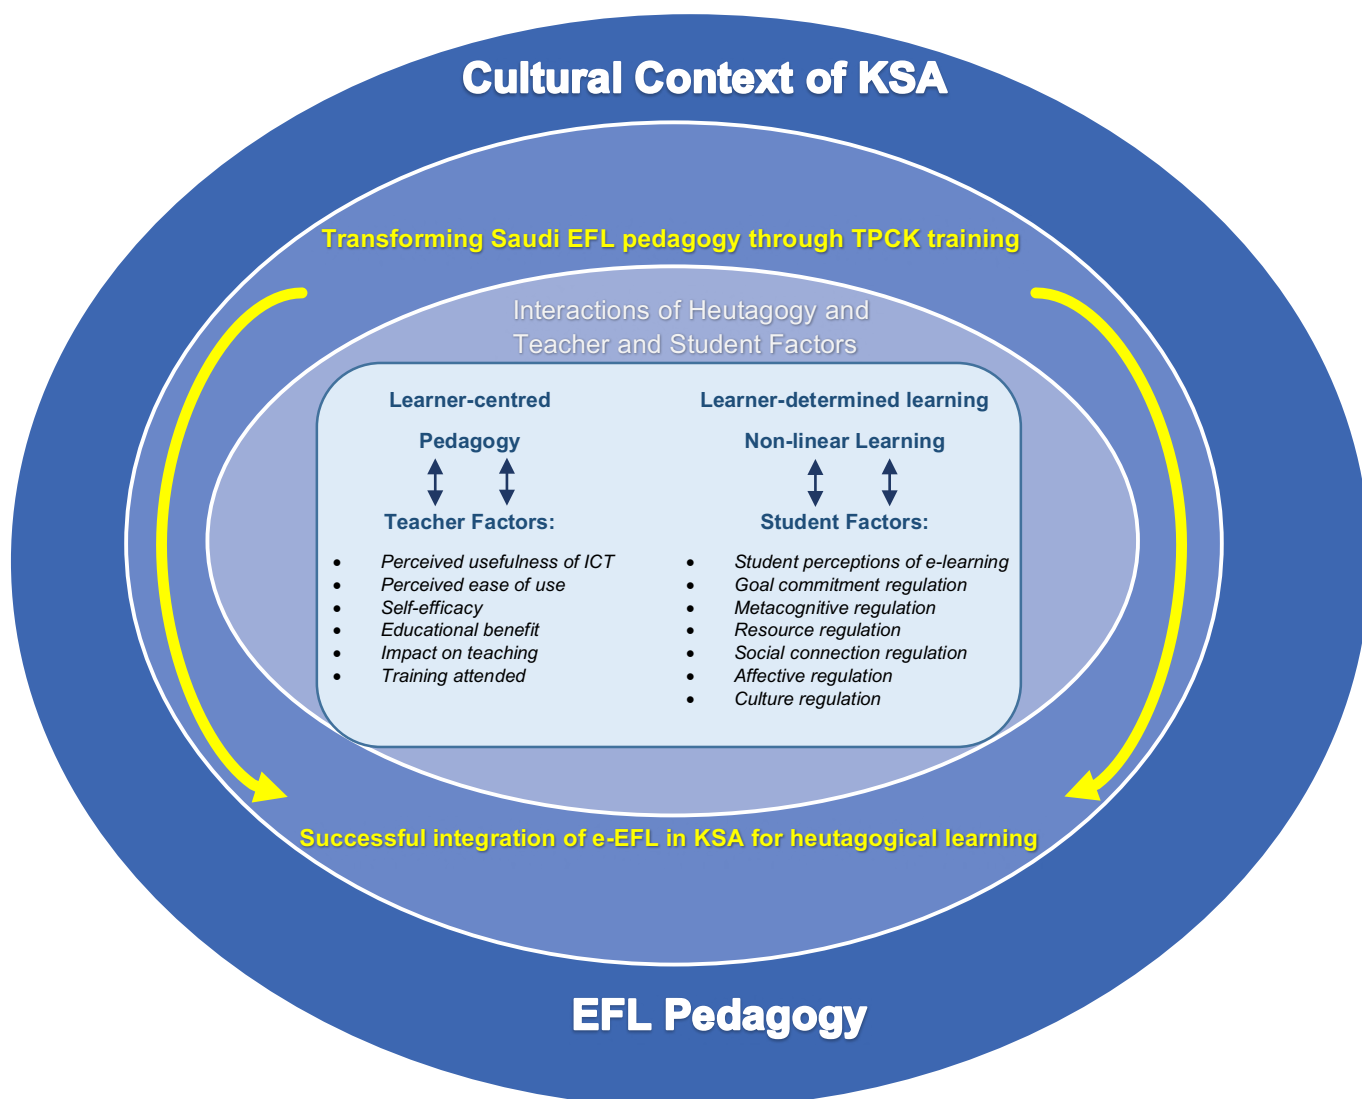 Cultural Context of KSA
Transforming Saudi EFL pedagogy through TPCK training
Interactions of Heutagogy and
Teacher and Student Factors
Learner-centred
Pedagogy
Teacher Factors:
• Perceived usefulness of ICT
• Perceived ease of use
• Self-efficacy
• Educational benefit
• Impact on teaching
• Training attended
Learner-determined learning
Non-linear Learning
Student Factors:
• Student perceptions of e-learning
• Goal commitment regulation
• Metacognitive regulation
• Resource regulation
• Social connection regulation
• Affective regulation
• Culture regulation
Successful integration of e-EFL in KSA for heutagogical learning
EFL Pedagogy